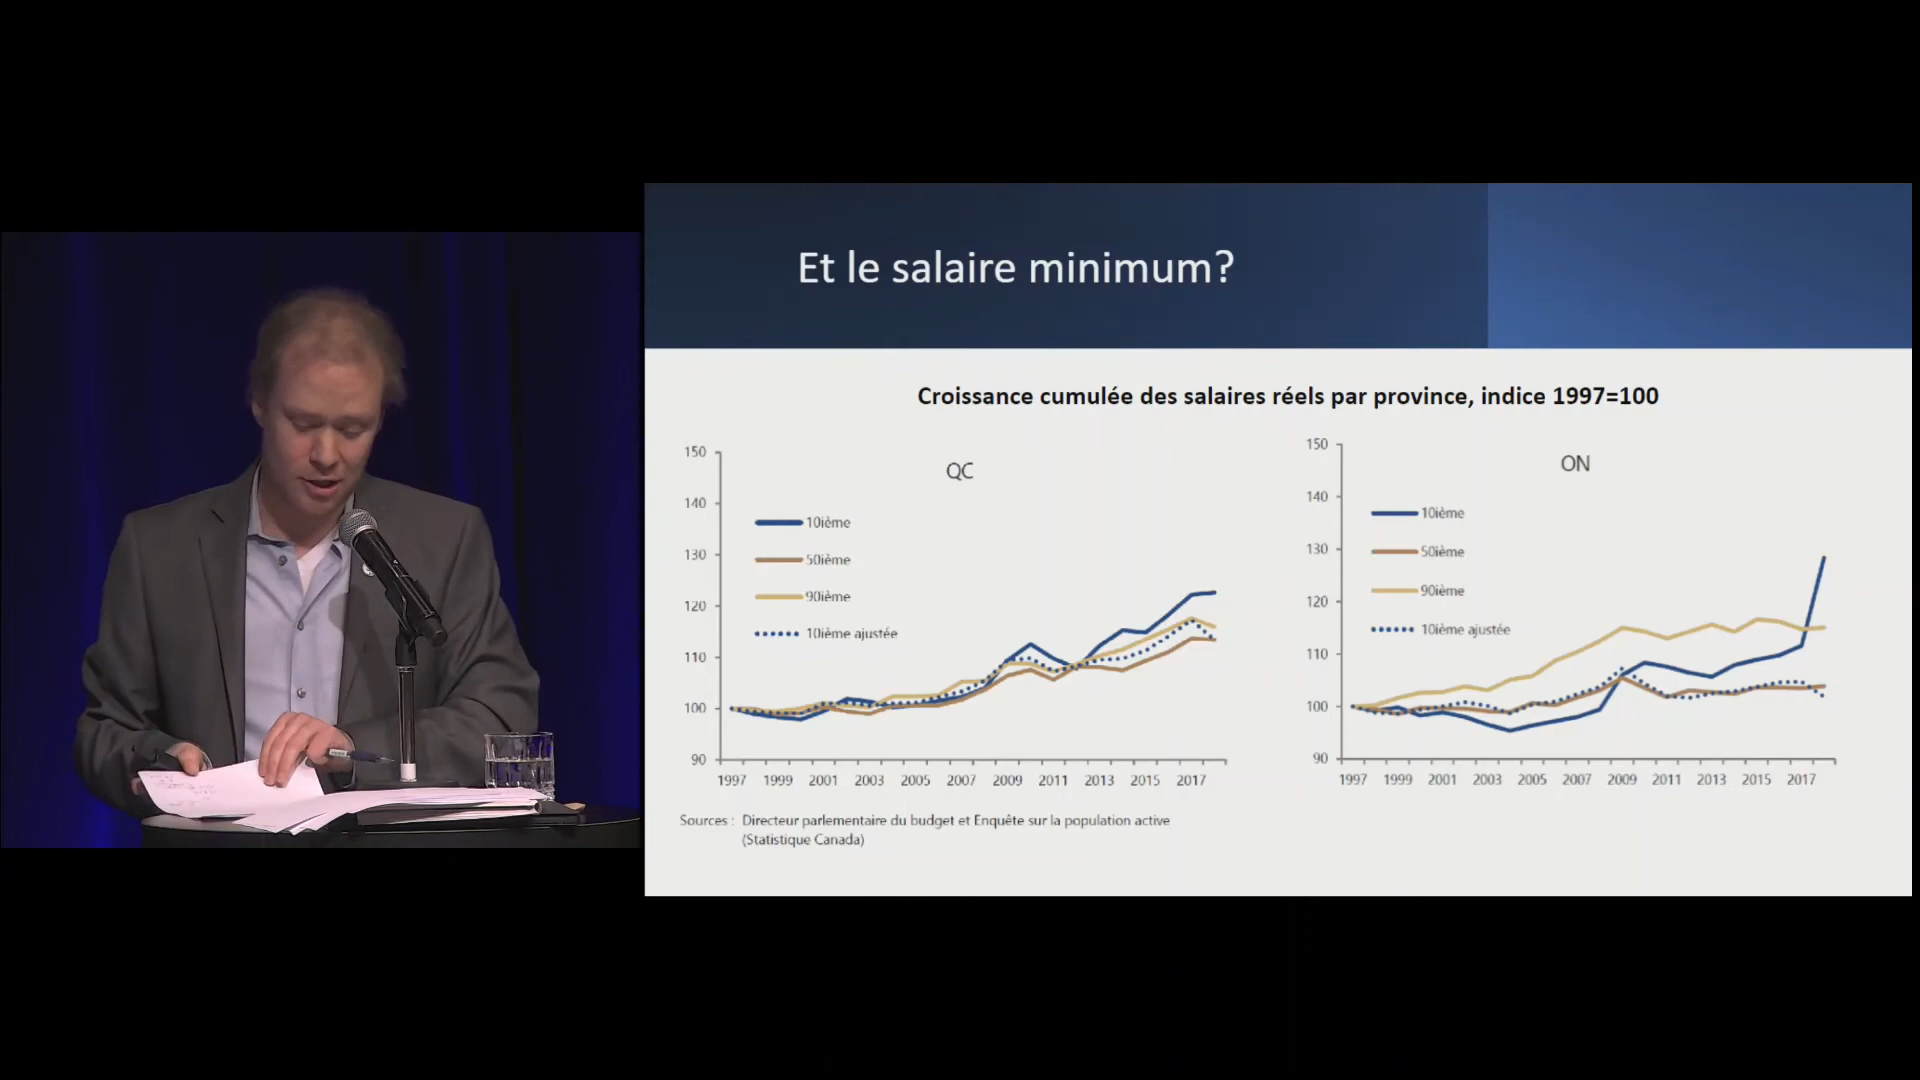 Et le salaire minimum?
Croissance cumulée des salaires réels par province, indice 1997=100
QC
150
140
130
120
110
100
90
10ième
50ième
90ième
10ième ajustée
1997 1999 2001 2003 2005 2007 2009 2011 2013 2015 2017
ON
150
140
130
120
110
100
90
10ième
50ième
90ième
10ième ajustée
1997 1999 2001 2003 2005 2007 2009 2011 2013 2015 2017
Sources : Directeur parlementaire du budget et Enquête sur la population active
(Statistique Canada)